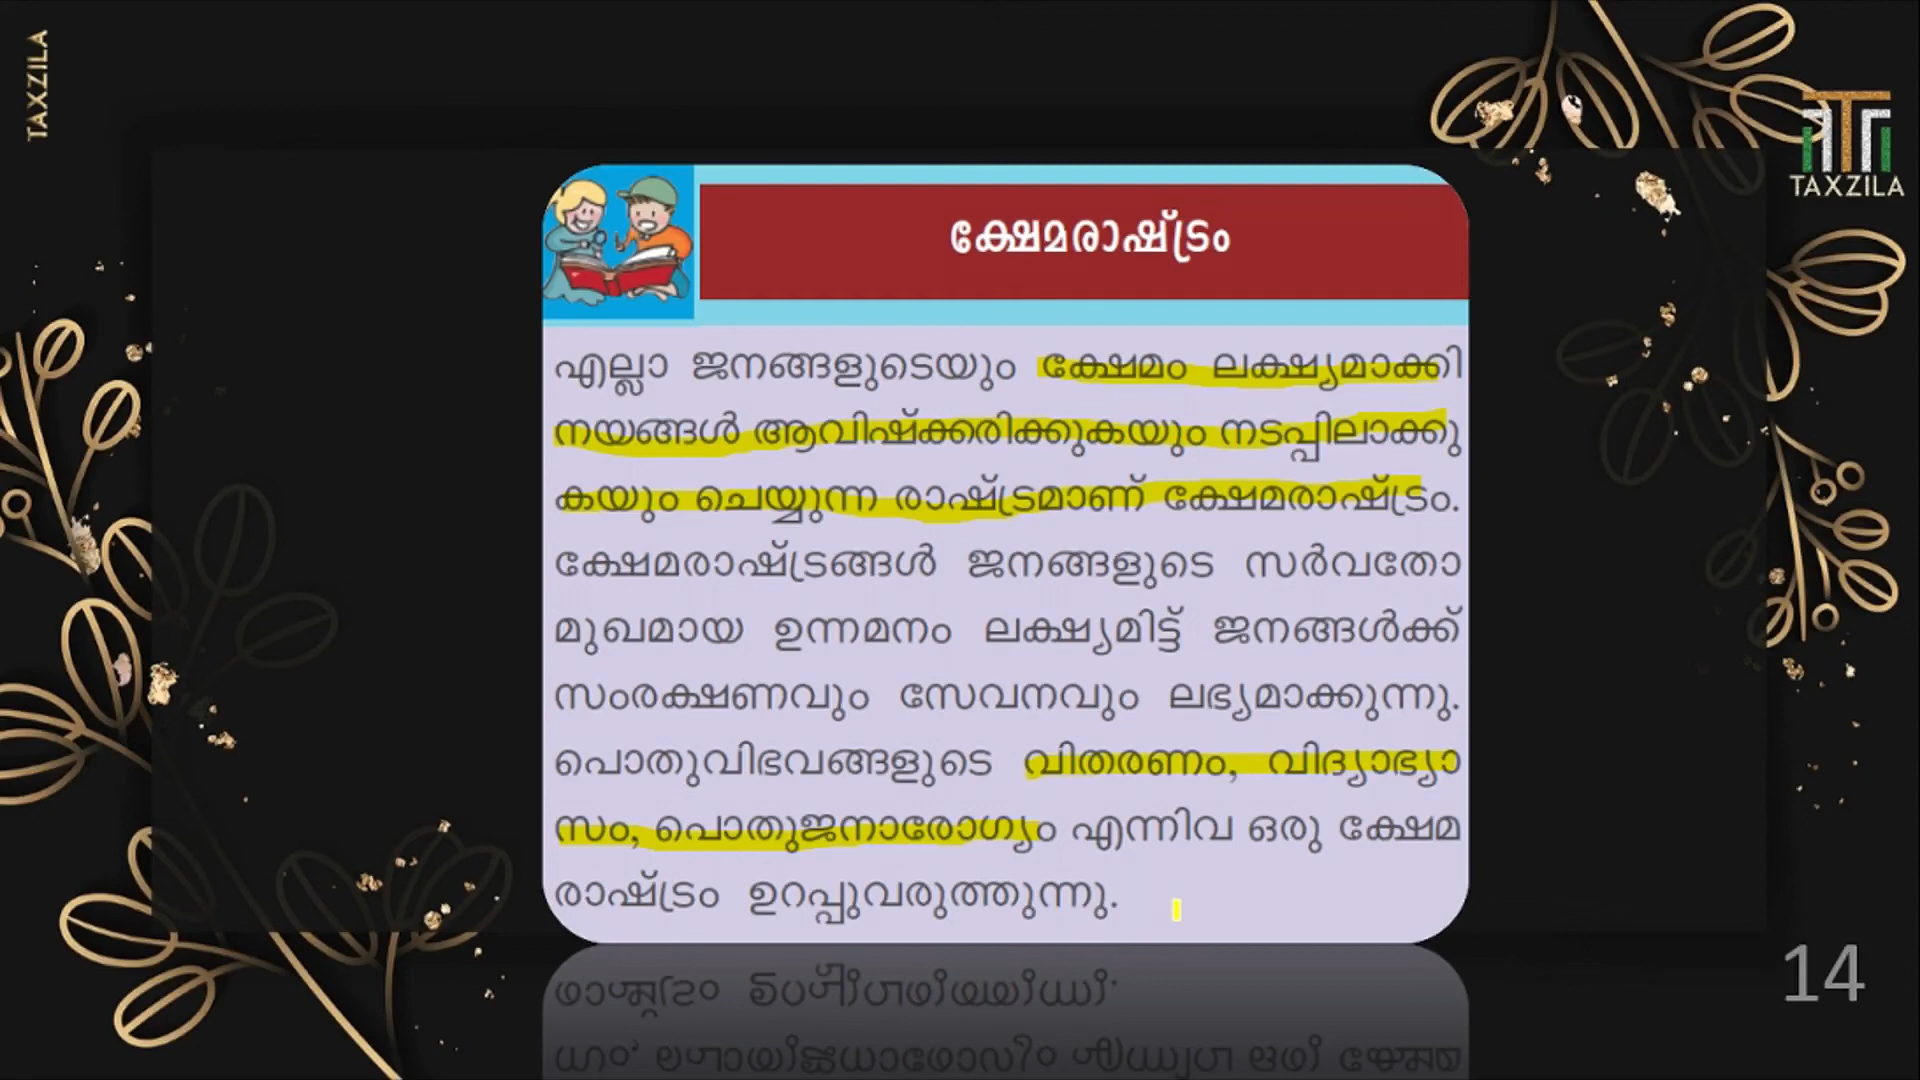 TAXZILA
TAXZILA
ക്ഷേമരാഷ്ട്രം
എല്ലാ ജനങ്ങളുടെയും ക്ഷേമം ലക്ഷ്യമാക്കി
നയങ്ങൾ ആവിഷ്ക്കരിക്കുകയും നടപ്പിലാക്കു
കയും ചെയ്യുന്ന രാഷ്ട്രമാണ് ക്ഷേമരാഷ്ട്രം.
ക്ഷേമരാഷ്ട്രങ്ങൾ ജനങ്ങളുടെ സർവതോ
മുഖമായ ഉന്നമനം ലക്ഷ്യമിട്ട് ജനങ്ങൾക്ക്
സംരക്ഷണവും സേവനവും ലഭ്യമാക്കുന്നു.
പൊതുവിഭവങ്ങളുടെ വിതരണം, വിദ്യാഭ്യാ
സം, പൊതുജനാരോഗ്യം എന്നിവ ഒരു ക്ഷേമ
രാഷ്ട്രം ഉറപ്പുവരുത്തുന്നു.
14